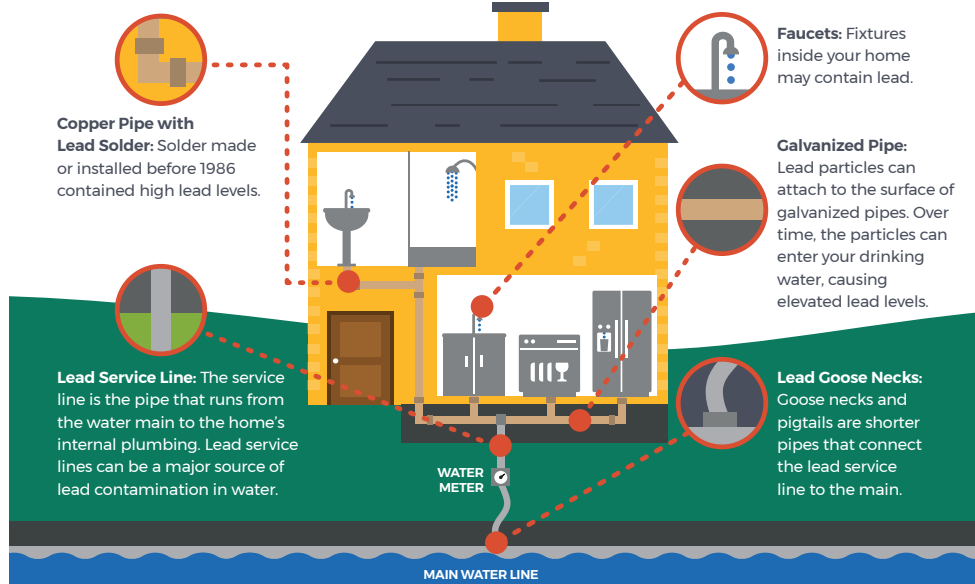 Copper Pipe with
Lead Solder: Solder made
or installed before 1986
contained high lead levels.
Lead Service Line: The service
line is the pipe that runs from
the water main to the home's
internal plumbing. Lead service
lines can be a major source of
lead contamination in water.
Faucets: Fixtures
inside your home
may contain lead.
Galvanized Pipe:
Lead particles can
attach to the surface of
galvanized pipes. Over
time, the particles can
enter your drinking
water, causing
elevated lead levels.
Lead Goose Necks:
Goose necks and
pigtails are shorter
pipes that connect
the lead service
line to the main.
WATER
METER
MAIN WATER LINE